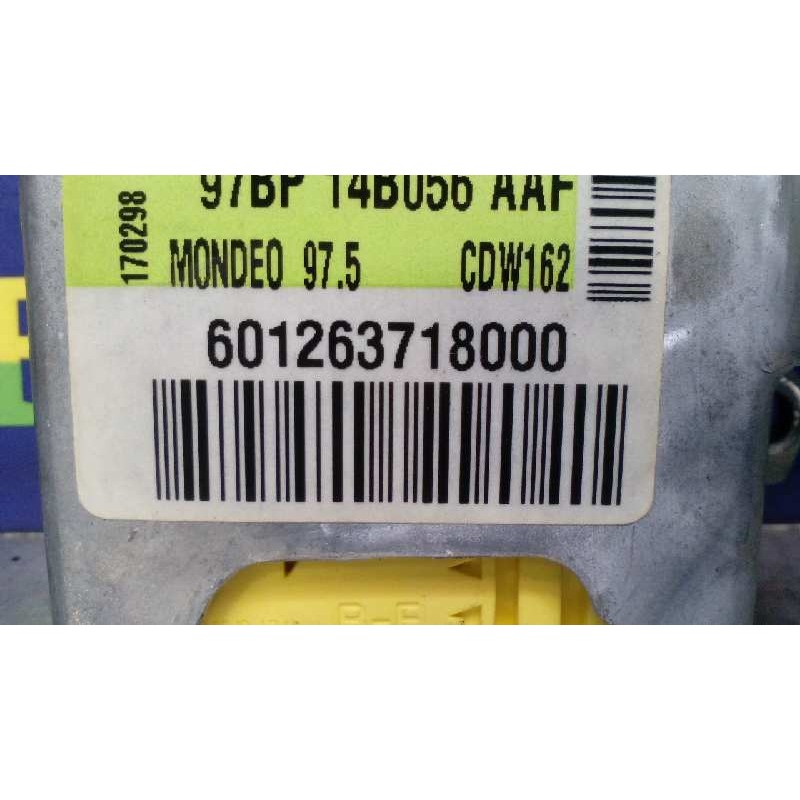 97BP 14B056 AAF
170298
MONDEO 97.5 CDW162
601263718000